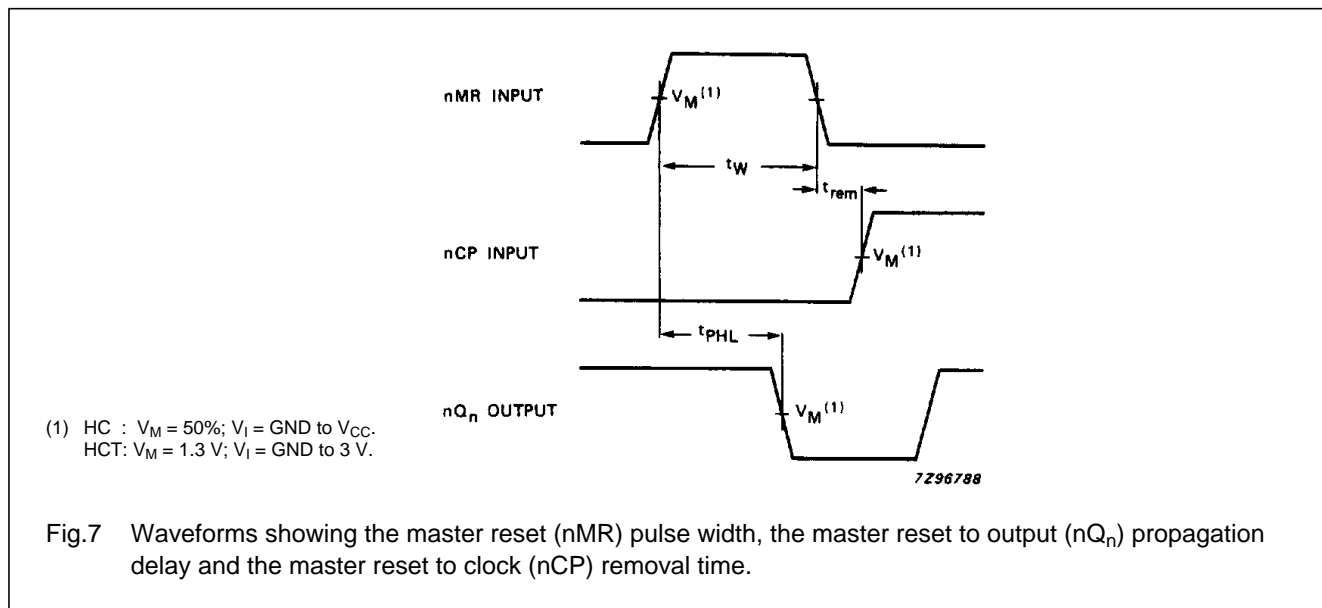 nMR INPUT
V_M (1)
t_W
t_rem
nCP INPUT
V_M (1)
t_PHL
nQ_n OUTPUT
V_M (1)
(1) HC : V_M = 50%; V_I = GND to V_CC.
HCT: V_M = 1.3 V; V_I = GND to 3 V.
7Z96788
Fig.7 Waveforms showing the master reset (nMR) pulse width, the master reset to output (nQ_n) propagation
delay and the master reset to clock (nCP) removal time.